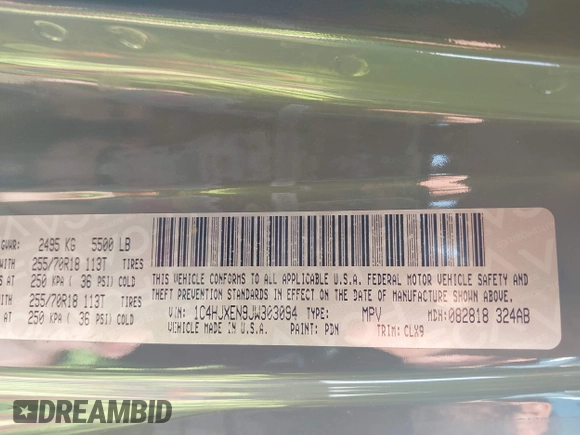 GVWR: 2495 KG 5500 LB
WITH 255/70R18 113T TIRES
AT 250 KPA ( 36 PSI) COLD
WITH 255/70R18 113T TIRES
AT 250 KPA ( 36 PSI) COLD
THIS VEHICLE CONFORMS TO ALL APPLICABLE U.S.A. FEDERAL MOTOR VEHICLE SAFETY AND
THEFT PREVENTION STANDARDS IN EFFECT ON THE DATE OF MANUFACTURE SHOWN ABOVE.
VIN: 1C4HJXEN9JW303094 TYPE: MPV MDH: 082818 324AB
VEHICLE MADE IN U.S.A. PAINT: PDN TRIM: CLX9
DREAMBID